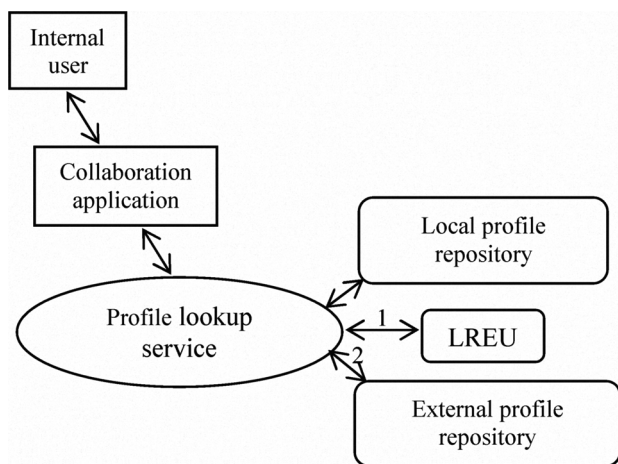 Internal
user
Collaboration
application
Profile lookup
service
Local profile
repository
1
LREU
2
External profile
repository